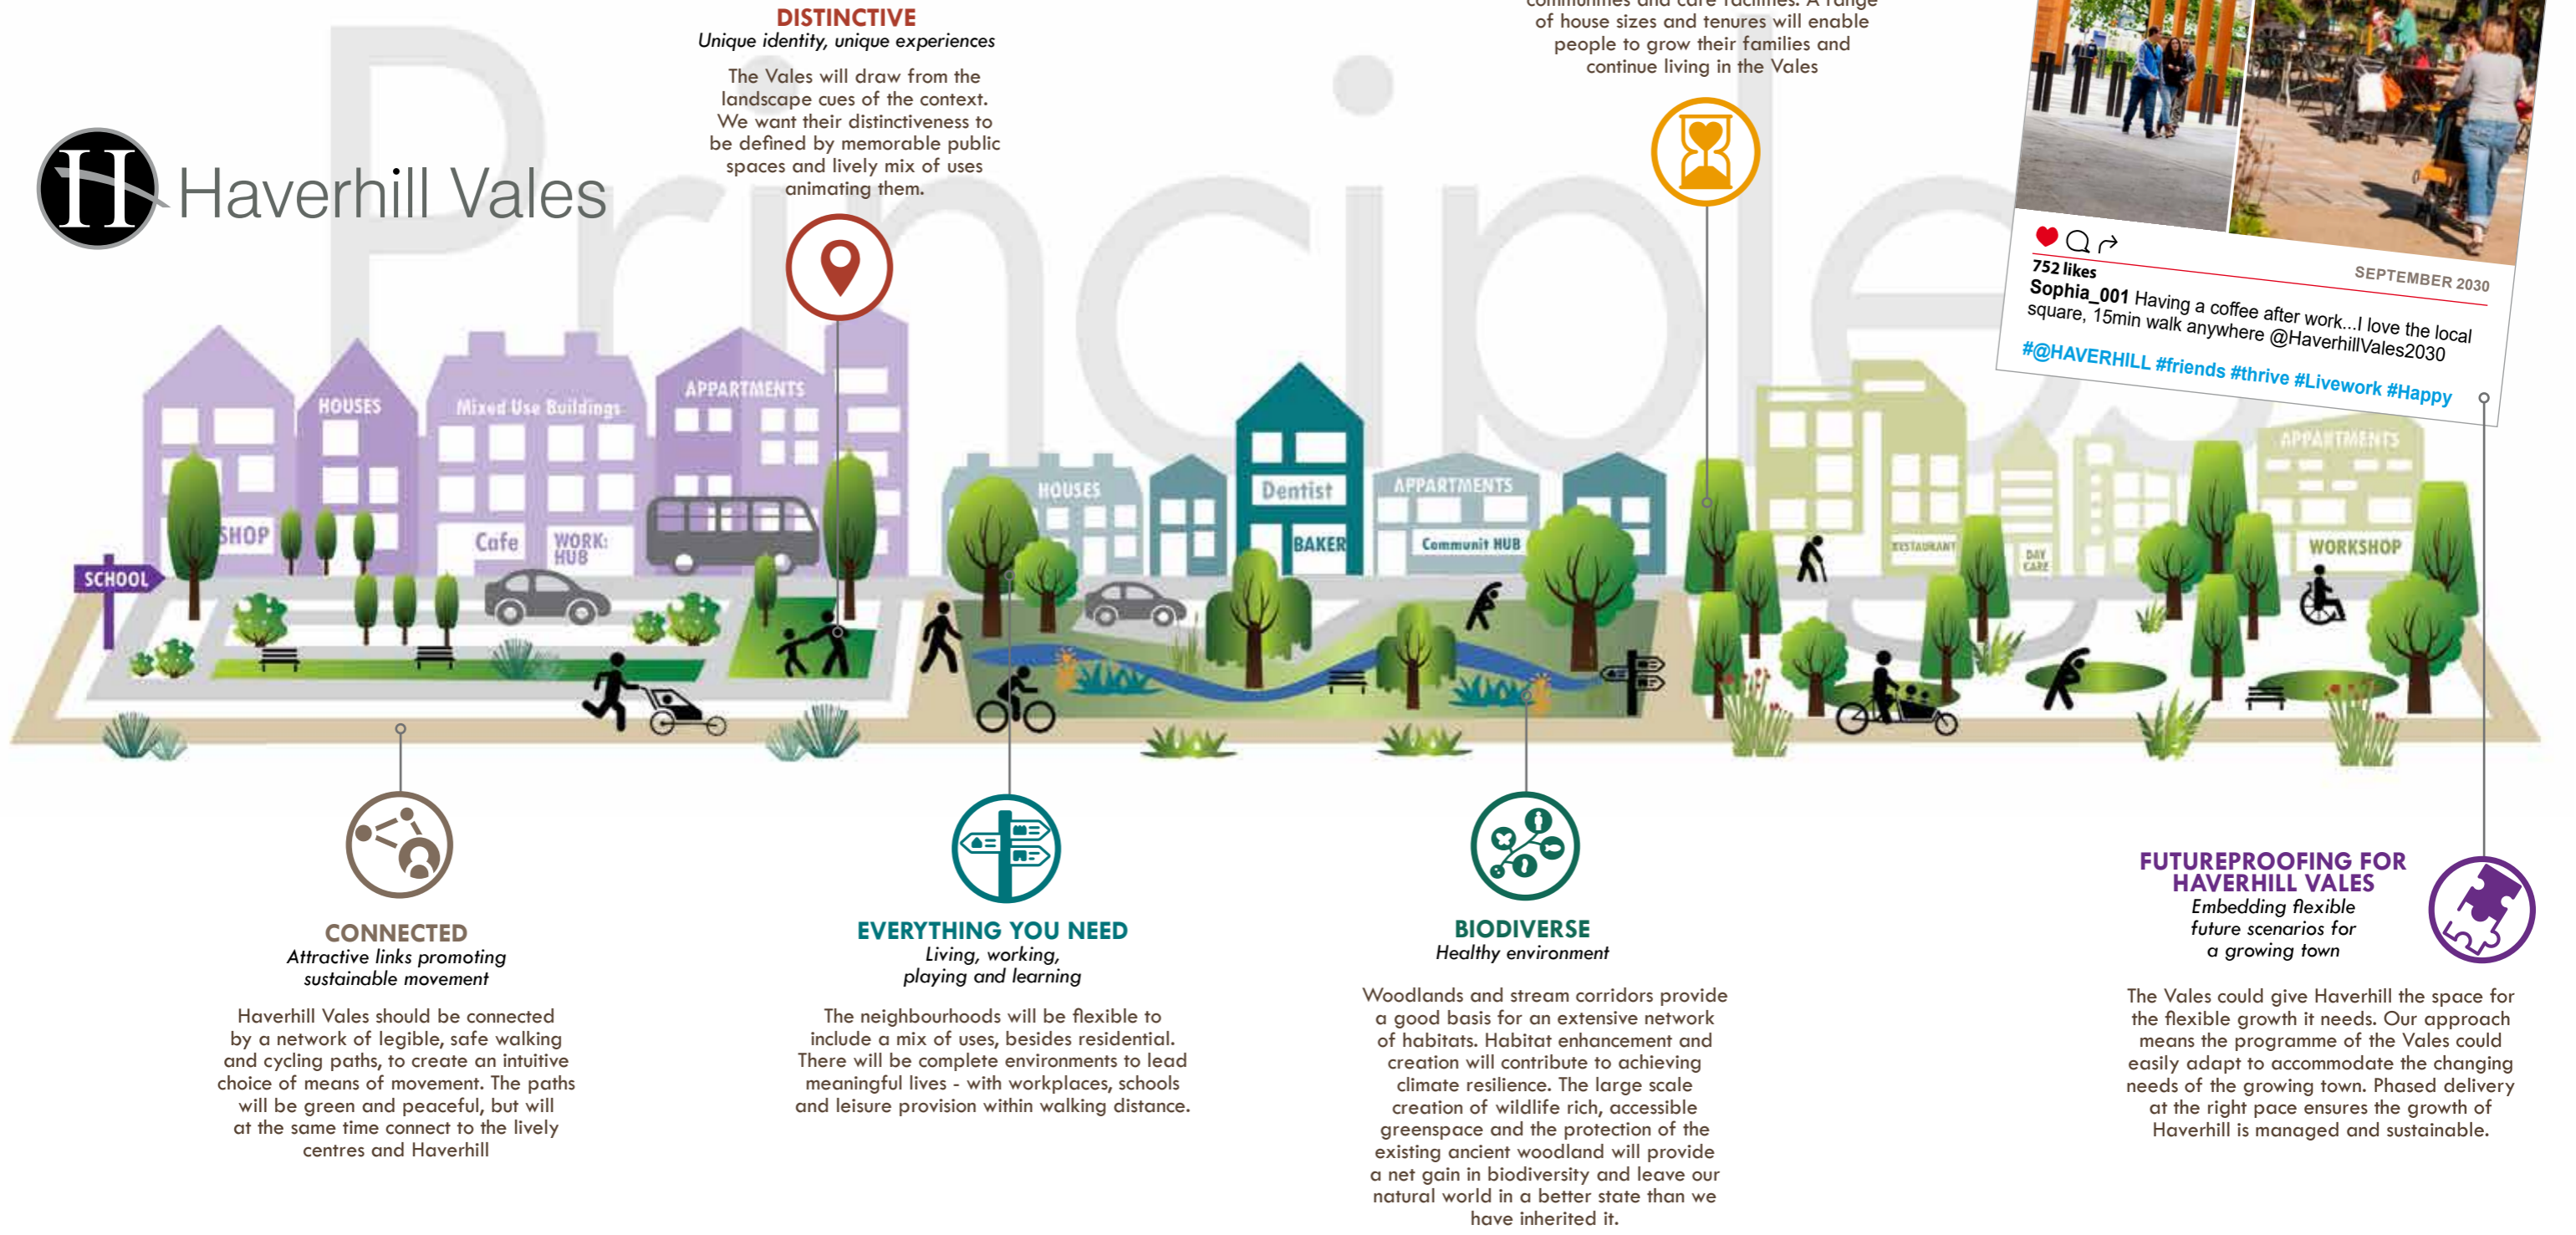 Principles
DISTINCTIVE
Unique identity, unique experiences
The Vales will draw from the
landscape cues of the context.
We want their distinctiveness to
be defined by memorable public
spaces and lively mix of uses
animating them.
communities and care facilities. A range
of house sizes and tenures will enable
people to grow their families and
continue living in the Vales
H Haverhill Vales
752 likes
SEPTEMBER 2030
Sophia_001 Having a coffee after work...I love the local
square, 15min walk anywhere @HaverhillVales2030
#@HAVERHILL #friends #thrive #Livework #Happy
HOUSES
Mixed Use Buildings
APPARTMENTS
SHOP
Cafe
WORK:
HUB
SCHOOL
HOUSES
Dentist
BAKER
APPARTMENTS
Communit HUB
RESTAURANT
DAY
CARE
APPARTMENTS
WORKSHOP
CONNECTED
Attractive links promoting
sustainable movement
Haverhill Vales should be connected
by a network of legible, safe walking
and cycling paths, to create an intuitive
choice of means of movement. The paths
will be green and peaceful, but will
at the same time connect to the lively
centres and Haverhill
EVERYTHING YOU NEED
Living, working,
playing and learning
The neighbourhoods will be flexible to
include a mix of uses, besides residential.
There will be complete environments to lead
meaningful lives - with workplaces, schools
and leisure provision within walking distance.
BIODIVERSE
Healthy environment
Woodlands and stream corridors provide
a good basis for an extensive network
of habitats. Habitat enhancement and
creation will contribute to achieving
climate resilience. The large scale
creation of wildlife rich, accessible
greenspace and the protection of the
existing ancient woodland will provide
a net gain in biodiversity and leave our
natural world in a better state than we
have inherited it.
FUTUREPROOFING FOR
HAVERHILL VALES
Embedding flexible
future scenarios for
a growing town
The Vales could give Haverhill the space for
the flexible growth it needs. Our approach
means the programme of the Vales could
easily adapt to accommodate the changing
needs of the growing town. Phased delivery
at the right pace ensures the growth of
Haverhill is managed and sustainable.